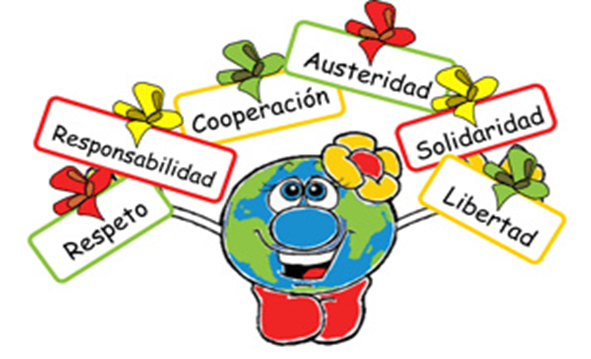 Respeto
Responsabilidad
Cooperación
Austeridad
Solidaridad
Libertad